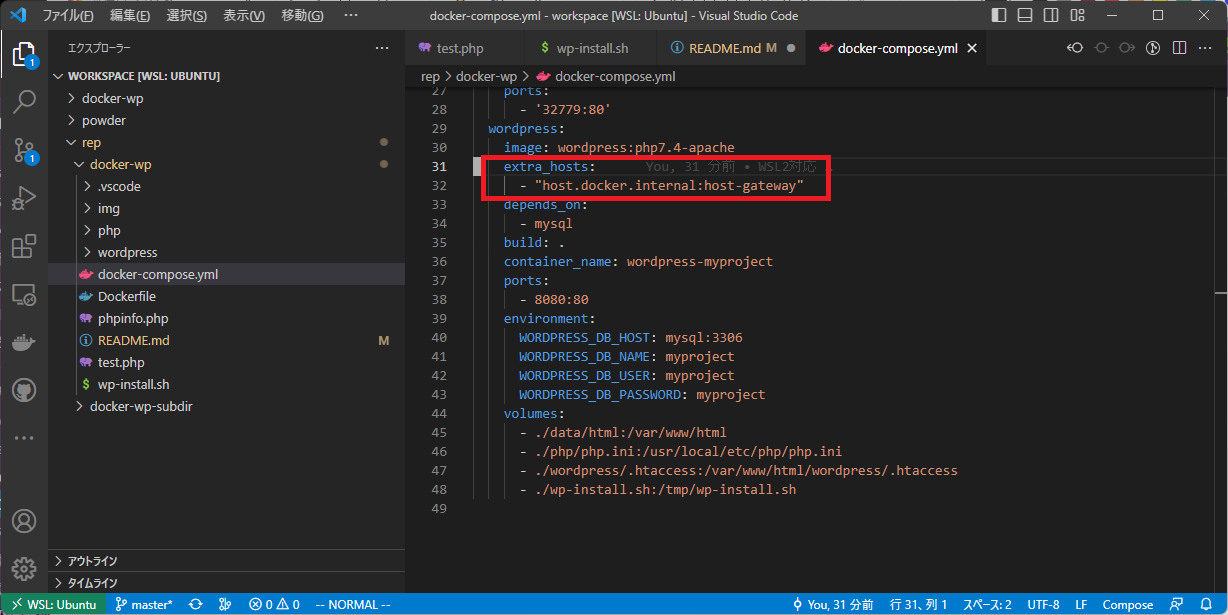 ファイル(F) 編集(E) 選択(S) 表示(V) 移動(G) ··· docker-compose.yml - workspace [WSL: Ubuntu] - Visual Studio Code
エクスプローラー ···
WORKSPACE [WSL: UBUNTU]
docker-wp
powder
rep
docker-wp
.vscode
img
php
wordpress
docker-compose.yml
Dockerfile
phpinfo.php
README.md M
test.php
wp-install.sh
docker-wp-subdir
アウトライン
タイムライン
1
1
test.php $ wp-install.sh README.md M ● docker-compose.yml
rep > docker-wp > docker-compose.yml
27 ports:
28 - '32779:80'
29 wordpress:
30 image: wordpress:php7.4-apache
31 extra_hosts: You, 31 分前 • WSL2対応 .
32 - "host.docker.internal:host-gateway"
33 depends_on:
34 - mysql
35 build: .
36 container_name: wordpress-myproject
37 ports:
38 - 8080:80
39 environment:
40 WORDPRESS_DB_HOST: mysql:3306
41 WORDPRESS_DB_NAME: myproject
42 WORDPRESS_DB_USER: myproject
43 WORDPRESS_DB_PASSWORD: myproject
44 volumes:
45 - ./data/html:/var/www/html
46 - ./php/php.ini:/usr/local/etc/php/php.ini
47 - ./wordpress/.htaccess:/var/www/html/wordpress/.htaccess
48 - ./wp-install.sh:/tmp/wp-install.sh
49
WSL: Ubuntu master* 0 0 -- NORMAL -- You, 31 分前 行 31、列 1 スペース: 2 UTF-8 LF Compose